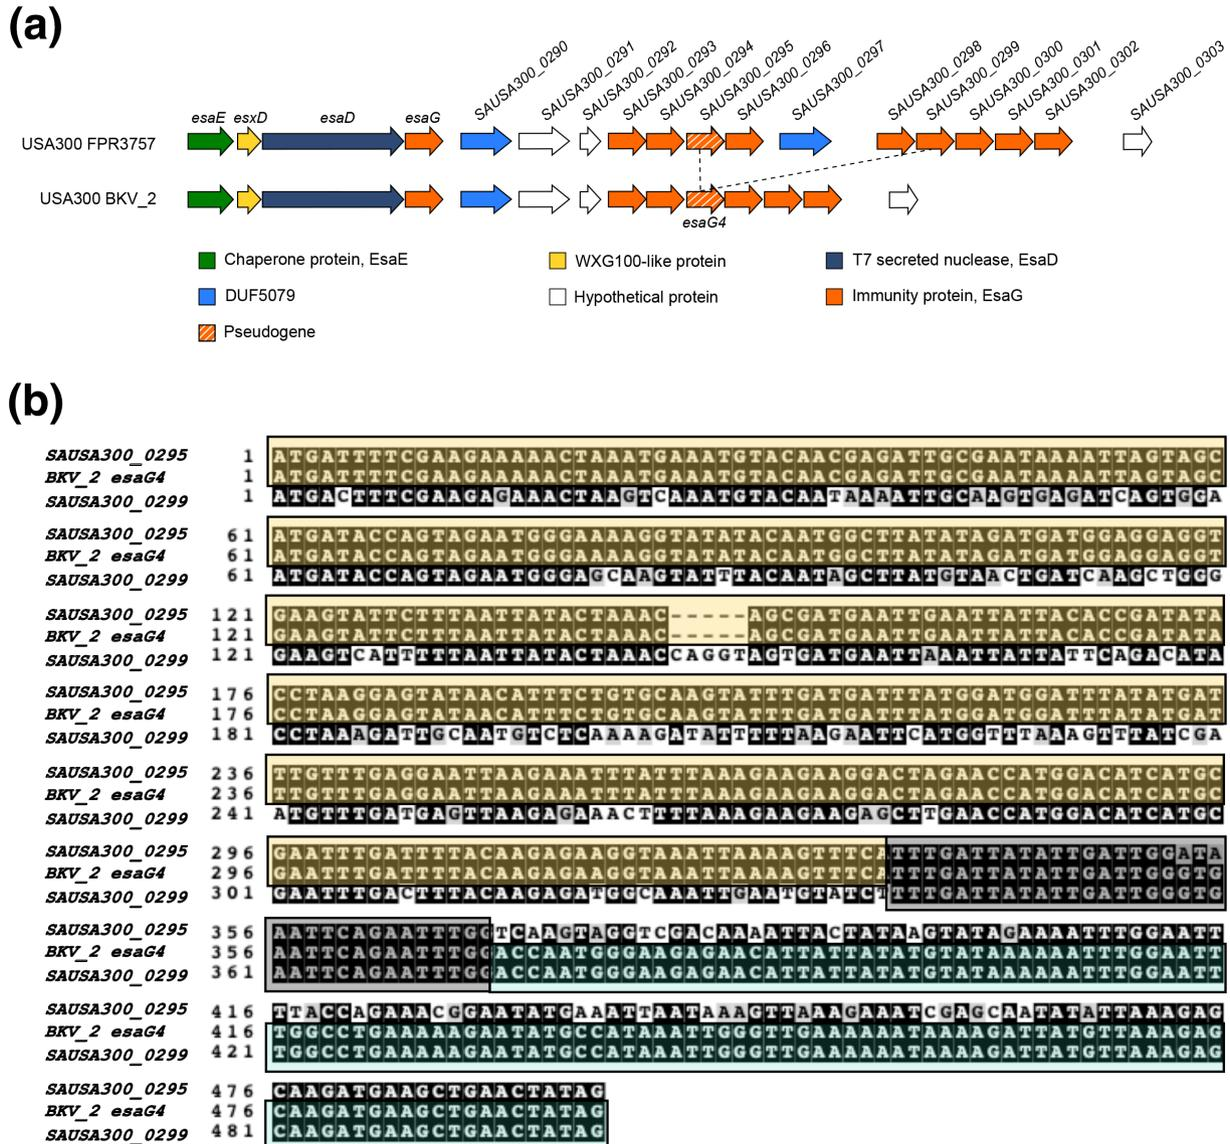 (a)
SAUSA300_0290
SAUSA300_0291
SAUSA300_0292
SAUSA300_0293
SAUSA300_0294
SAUSA300_0295
SAUSA300_0296
SAUSA300_0297
SAUSA300_0298
SAUSA300_0299
SAUSA300_0300
SAUSA300_0301
SAUSA300_0302
SAUSA300_0303
esaE esxD esaD esaG
USA300 FPR3757
USA300 BKV_2
esaG4
Chaperone protein, EsaE
WXG100-like protein
T7 secreted nuclease, EsaD
DUF5079
Hypothetical protein
Immunity protein, EsaG
Pseudogene
(b)
SAUSA300_0295 1 ATGATTTTCGAAGAAAAACTAAATGAAATGTACAACGAGATTGCGAATAAAATTAGTAGC
BKV_2 esaG4 1 ATGATTTTCGAAGAAAAACTAAATGAAATGTACAACGAGATTGCGAATAAAATTAGTAGC
SAUSA300_0299 1 ATGACTTTCGAAGAGAAACTAAGTCAAATGTACAATAAAATTGCAAGTGAGATCAGTGGA
SAUSA300_0295 61 ATGATACCAGTAGAATGGGAAAAGGTATATACAATGGCTTATATAGATGATGGAGGAGGT
BKV_2 esaG4 61 ATGATACCAGTAGAATGGGAAAAGGTATATACAATGGCTTATATAGATGATGGAGGAGGT
SAUSA300_0299 61 ATGATACCAGTAGAATGGGAGCAAGTATTTACAATAGCTTATGTAACTGATCAAGCTGGG
SAUSA300_0295 121 GAAGTATTCTTTAATTATACTAAAC-----AGCGATGAATTGAATTATTACACCGATATA
BKV_2 esaG4 121 GAAGTATTCTTTAATTATACTAAAC-----AGCGATGAATTGAATTATTACACCGATATA
SAUSA300_0299 121 GAAGTCATTTTTAATTATACTAAACCAGGTAGTGATGAATTAAATTATTATTCAGACATA
SAUSA300_0295 176 CCTAAGGAGTATAACATTTCTGTGCAAGTATTTGATGATTTATGGATGGATTTATATGAT
BKV_2 esaG4 176 CCTAAGGAGTATAACATTTCTGTGCAAGTATTTGATGATTTATGGATGGATTTATATGAT
SAUSA300_0299 181 CCTAAAGATTGCAATGTCTCAAAAGATATTTTTAAGAATTCATGGTTTAAAGTTTATCGA
SAUSA300_0295 236 TTGTTTGAGGAATTAAGAAATTTATTTAAAGAAGAAGGACTAGAACCATGGACATCATGC
BKV_2 esaG4 236 TTGTTTGAGGAATTAAGAAATTTATTTAAAGAAGAAGGACTAGAACCATGGACATCATGC
SAUSA300_0299 241 ATGTTTGATGAGTTAAGAGAAACTTTTAAAGAAGAAGAGCTTGAACCATGGACATCATGC
SAUSA300_0295 296 GAATTTGATTTTACAAGAGAAGGTAAATTAAAAGTTTCATTTGATTATATTGATTGGATA
BKV_2 esaG4 296 GAATTTGATTTTACAAGAGAAGGTAAATTAAAAGTTTCATTTGATTATATTGATTGGGTG
SAUSA300_0299 301 GAATTTGACTTTACAAGAGATGGCAAATTGAATGTATCTTTTGATTATATTGATTGGGTG
SAUSA300_0295 356 AATTCAGAATTTGGTCAAGTAGGTCGACAAAATTACTATAAGTATAGAAAATTTGGAATT
BKV_2 esaG4 356 AATTCAGAATTTGGACCAATGGGAAGAGAACATTATTATATGTATAAAAAATTTGGAATT
SAUSA300_0299 361 AATTCAGAATTTGGACCAATGGGAAGAGAACATTATTATATGTATAAAAAATTTGGAATT
SAUSA300_0295 416 TTACCAGAAACGGAATATGAAATTAATAAAGTTAAAGAAATCGAGCAATATATTAAAGAG
BKV_2 esaG4 416 TGGCCTGAAAAAGAATATGCCATAAATTGGGTTGAAAAAATAAAAGATTATGTTAAAGAG
SAUSA300_0299 421 TGGCCTGAAAAAGAATATGCCATAAATTGGGTTGAAAAAATAAAAGATTATGTTAAAGAG
SAUSA300_0295 476 CAAGATGAAGCTGAACTATAG
BKV_2 esaG4 476 CAAGATGAAGCTGAACTATAG
SAUSA300_0299 481 CAAGATGAAGCTGAACTATAG